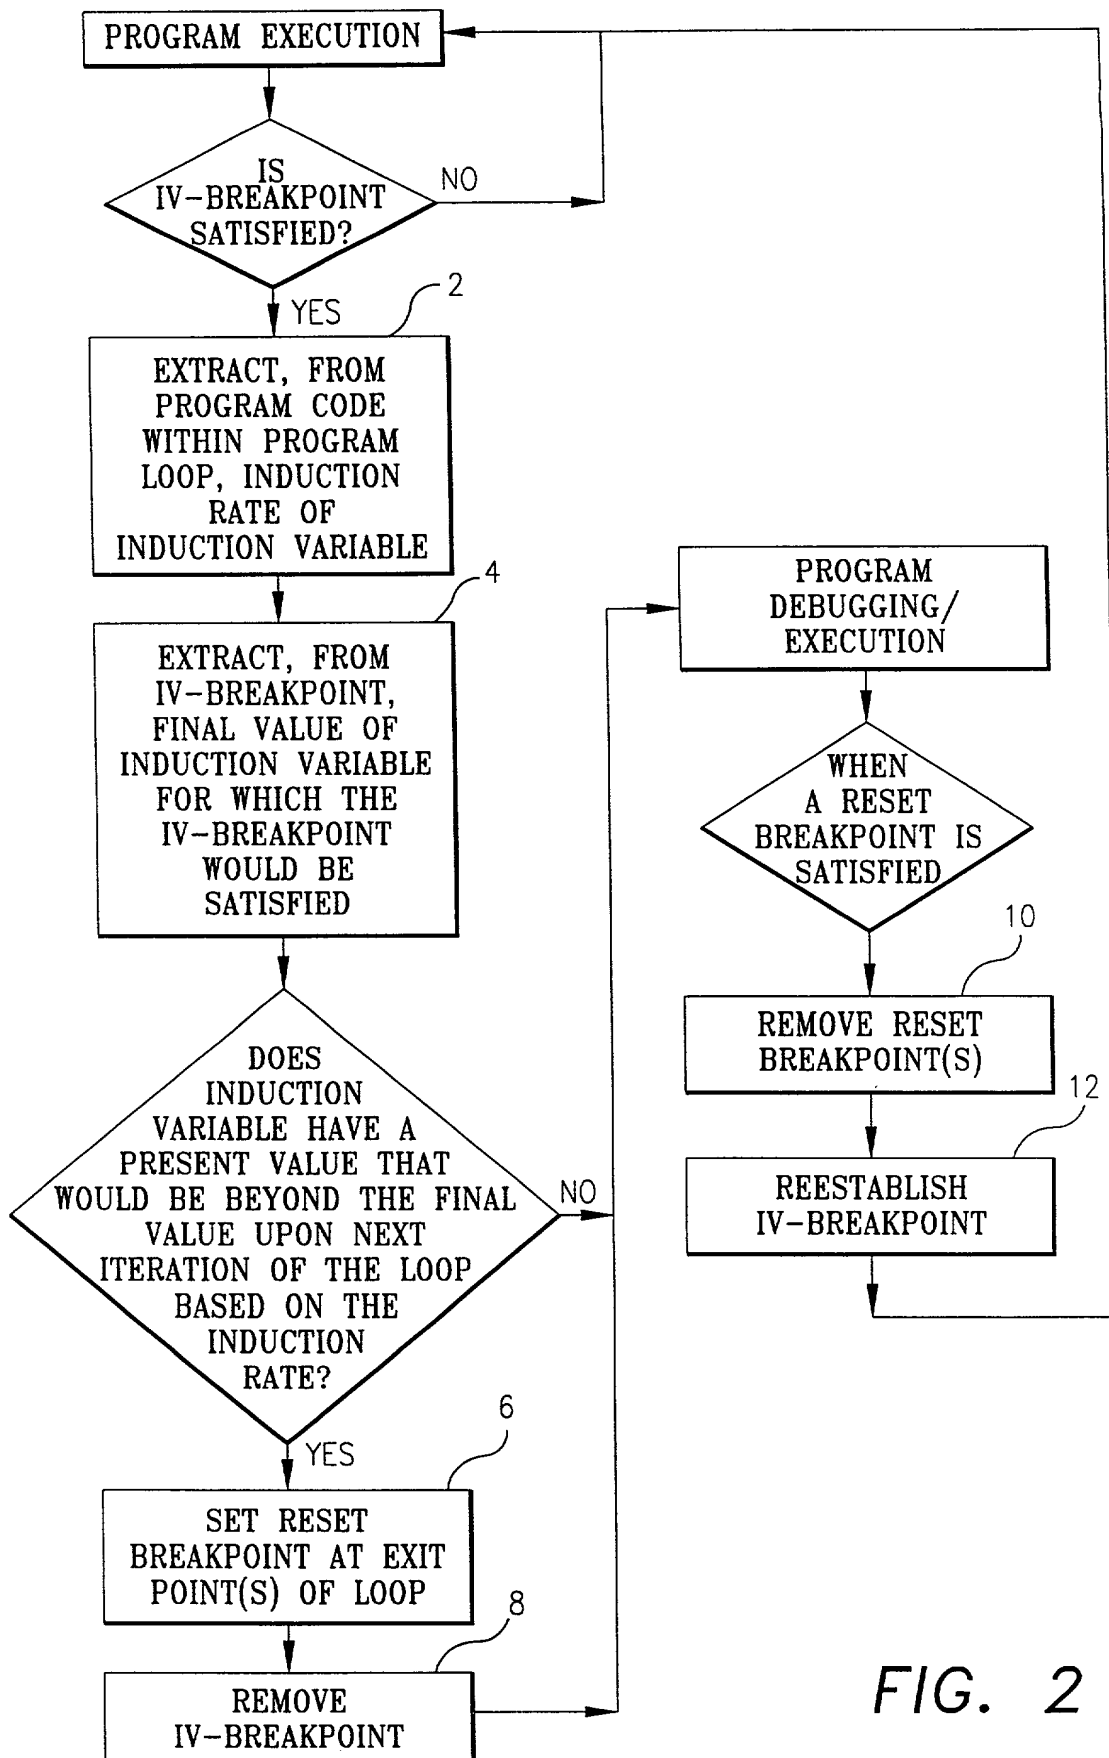 PROGRAM EXECUTION
IS
IV-BREAKPOINT
SATISFIED?
NO
YES
2
EXTRACT, FROM
PROGRAM CODE
WITHIN PROGRAM
LOOP, INDUCTION
RATE OF
INDUCTION VARIABLE
4
EXTRACT, FROM
IV-BREAKPOINT,
FINAL VALUE OF
INDUCTION VARIABLE
FOR WHICH THE
IV-BREAKPOINT
WOULD BE
SATISFIED
DOES
INDUCTION
VARIABLE HAVE A
PRESENT VALUE THAT
WOULD BE BEYOND THE FINAL
VALUE UPON NEXT
ITERATION OF THE LOOP
BASED ON THE
INDUCTION
RATE?
NO
YES
6
SET RESET
BREAKPOINT AT EXIT
POINT(S) OF LOOP
8
REMOVE
IV-BREAKPOINT
PROGRAM
DEBUGGING/
EXECUTION
WHEN
A RESET
BREAKPOINT IS
SATISFIED
10
REMOVE RESET
BREAKPOINT(S)
12
REESTABLISH
IV-BREAKPOINT
FIG. 2